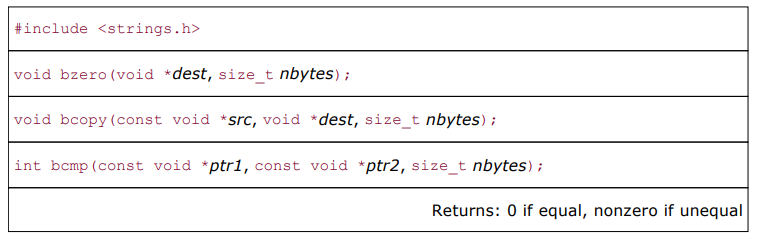 #include <strings.h>
void bzero(void *dest, size_t nbytes);
void bcopy(const void *src, void *dest, size_t nbytes);
int bcmp(const void *ptr1, const void *ptr2, size_t nbytes);
Returns: 0 if equal, nonzero if unequal